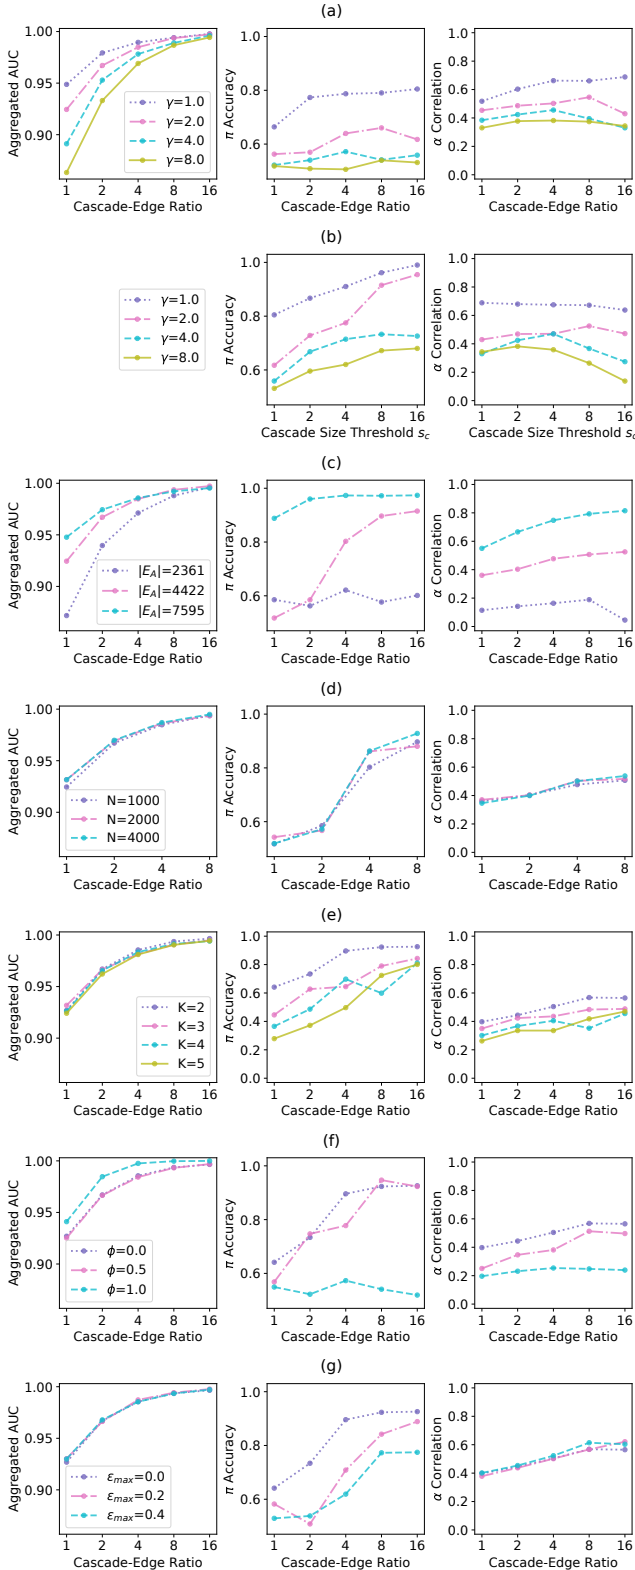 (a)
Aggregated AUC
1.00
0.95
0.90
γ=1.0
γ=2.0
γ=4.0
γ=8.0
1 2 4 8 16
Cascade-Edge Ratio
π Accuracy
1.0
0.8
0.6
1 2 4 8 16
Cascade-Edge Ratio
α Correlation
1.0
0.8
0.6
0.4
0.2
0.0
1 2 4 8 16
Cascade-Edge Ratio
(b)
γ=1.0
γ=2.0
γ=4.0
γ=8.0
π Accuracy
1.0
0.8
0.6
1 2 4 8 16
Cascade Size Threshold s_c
α Correlation
1.0
0.8
0.6
0.4
0.2
0.0
1 2 4 8 16
Cascade Size Threshold s_c
(c)
Aggregated AUC
1.00
0.95
0.90
|E_A|=2361
|E_A|=4422
|E_A|=7595
1 2 4 8 16
Cascade-Edge Ratio
π Accuracy
1.0
0.8
0.6
1 2 4 8 16
Cascade-Edge Ratio
α Correlation
1.0
0.8
0.6
0.4
0.2
0.0
1 2 4 8 16
Cascade-Edge Ratio
(d)
Aggregated AUC
1.00
0.95
0.90
N=1000
N=2000
N=4000
1 2 4 8
Cascade-Edge Ratio
π Accuracy
1.0
0.8
0.6
1 2 4 8
Cascade-Edge Ratio
α Correlation
1.0
0.8
0.6
0.4
0.2
0.0
1 2 4 8
Cascade-Edge Ratio
(e)
Aggregated AUC
1.00
0.95
0.90
K=2
K=3
K=4
K=5
1 2 4 8 16
Cascade-Edge Ratio
π Accuracy
1.0
0.8
0.6
0.4
0.2
0.0
1 2 4 8 16
Cascade-Edge Ratio
α Correlation
1.0
0.8
0.6
0.4
0.2
0.0
1 2 4 8 16
Cascade-Edge Ratio
(f)
Aggregated AUC
1.00
0.95
0.90
ϕ=0.0
ϕ=0.5
ϕ=1.0
1 2 4 8 16
Cascade-Edge Ratio
π Accuracy
1.0
0.8
0.6
1 2 4 8 16
Cascade-Edge Ratio
α Correlation
1.0
0.8
0.6
0.4
0.2
0.0
1 2 4 8 16
Cascade-Edge Ratio
(g)
Aggregated AUC
1.00
0.95
0.90
ε_max=0.0
ε_max=0.2
ε_max=0.4
1 2 4 8 16
Cascade-Edge Ratio
π Accuracy
1.0
0.8
0.6
1 2 4 8 16
Cascade-Edge Ratio
α Correlation
1.0
0.8
0.6
0.4
0.2
0.0
1 2 4 8 16
Cascade-Edge Ratio